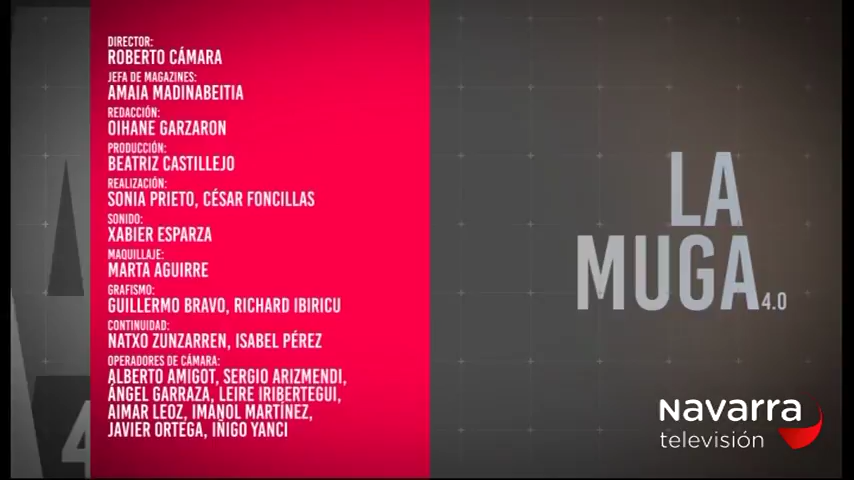 DIRECTOR:
ROBERTO CÁMARA
JEFA DE MAGAZINES:
AMAIA MADINABEITIA
REDACCIÓN:
OIHANE GARZARON
PRODUCCIÓN:
BEATRIZ CASTILLEJO
REALIZACIÓN:
SONIA PRIETO, CÉSAR FONCILLAS
SONIDO:
XABIER ESPARZA
MAQUILLAJE:
MARTA AGUIRRE
GRAFISMO:
GUILLERMO BRAVO, RICHARD IBIRICU
CONTINUIDAD:
NATXO ZUNZARREN, ISABEL PÉREZ
OPERADORES DE CÁMARA:
ALBERTO AMIGOT, SERGIO ARIZMENDI,
ÁNGEL GARRAZA, LEIRE IRIBERTEGUI,
AIMAR LEOZ, IMANOL MARTÍNEZ,
JAVIER ORTEGA, IÑIGO YANCI
LA
MUGA 4.0
Navarra
televisión
4